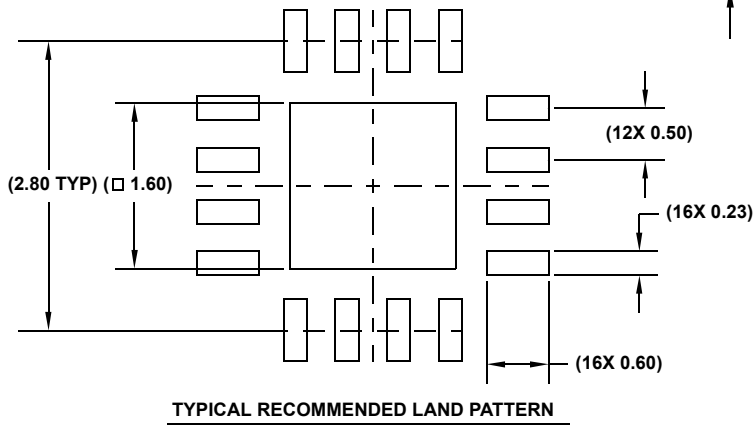 (12X 0.50)
(2.80 TYP) (□ 1.60)
(16X 0.23)
(16X 0.60)
TYPICAL RECOMMENDED LAND PATTERN